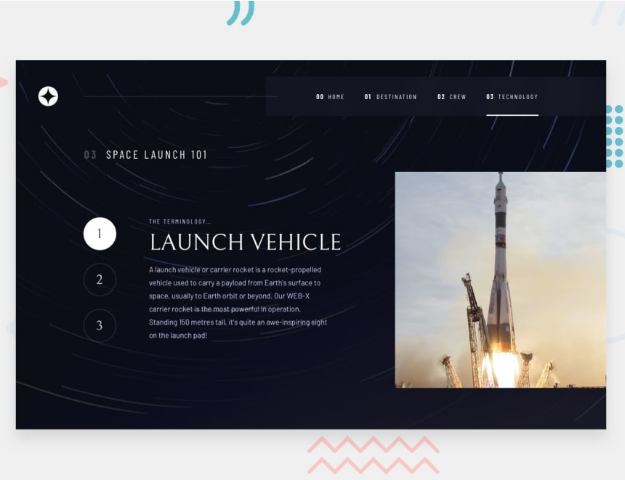 00 HOME 01 DESTINATION 02 CREW 03 TECHNOLOGY
03 SPACE LAUNCH 101
THE TERMINOLOGY...
LAUNCH VEHICLE
1
2
3
A launch vehicle or carrier rocket is a rocket-propelled
vehicle used to carry a payload from Earth's surface to
space, usually to Earth orbit or beyond. Our WEB-X
carrier rocket is the most powerful in operation.
Standing 150 metres tall, it's quite an awe-inspiring sight
on the launch pad!